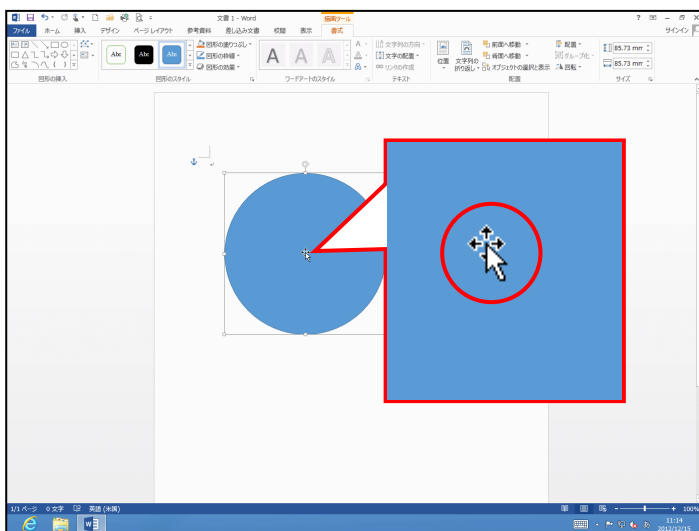 文書 1 - Word
描画ツール
ファイル ホーム 挿入 デザイン ページ レイアウト 参考資料 差し込み文書 校閲 表示 書式
サインイン
Abc Abc Abc
図形の塗りつぶし
図形の枠線
図形の効果
A A A
文字列の方向
文字の配置
リンクの作成
位置
文字列の
折り返し
前面へ移動
背面へ移動
オブジェクトの選択と表示
配置
グループ化
回転
85.73 mm
85.73 mm
図形の挿入 図形のスタイル ワードアートのスタイル テキスト 配置 サイズ
1/1 ページ 0 文字 英語 (米国)
100%
11:14
2012/12/15